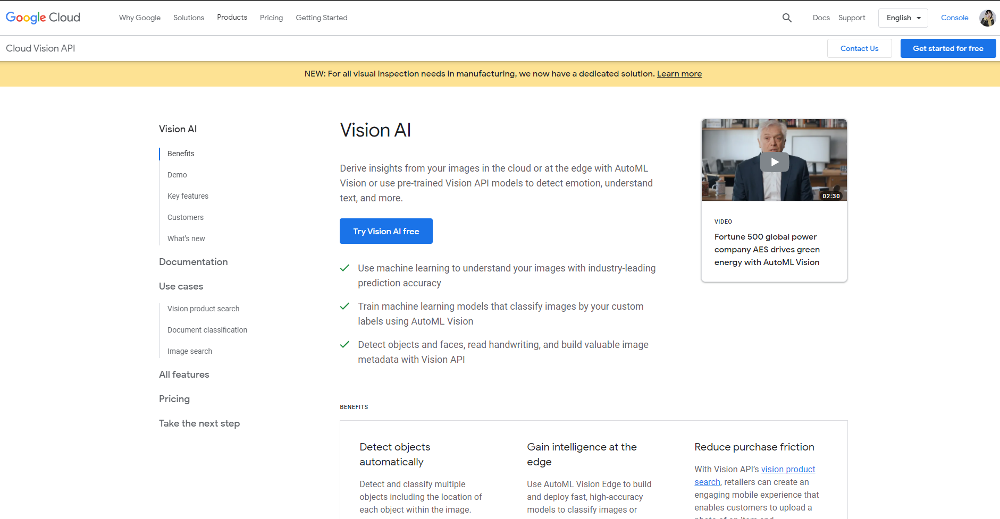 Google Cloud
Why Google
Solutions
Products
Pricing
Getting Started
Docs
Support
English
Console
Cloud Vision API
Contact Us
Get started for free
NEW: For all visual inspection needs in manufacturing, we now have a dedicated solution. Learn more
Vision AI
Benefits
Demo
Key features
Customers
What's new
Documentation
Use cases
Vision product search
Document classification
Image search
All features
Pricing
Take the next step
Vision AI
Derive insights from your images in the cloud or at the edge with AutoML
Vision or use pre-trained Vision API models to detect emotion, understand
text, and more.
Try Vision AI free
Use machine learning to understand your images with industry-leading
prediction accuracy
Train machine learning models that classify images by your custom
labels using AutoML Vision
Detect objects and faces, read handwriting, and build valuable image
metadata with Vision API
02:30
VIDEO
Fortune 500 global power
company AES drives green
energy with AutoML Vision
BENEFITS
Detect objects
automatically
Detect and classify multiple
objects including the location of
each object within the image.
Gain intelligence at the
edge
Use AutoML Vision Edge to build
and deploy fast, high-accuracy
models to classify images or
Reduce purchase friction
With Vision API's vision product
search, retailers can create an
engaging mobile experience that
enables customers to upload a